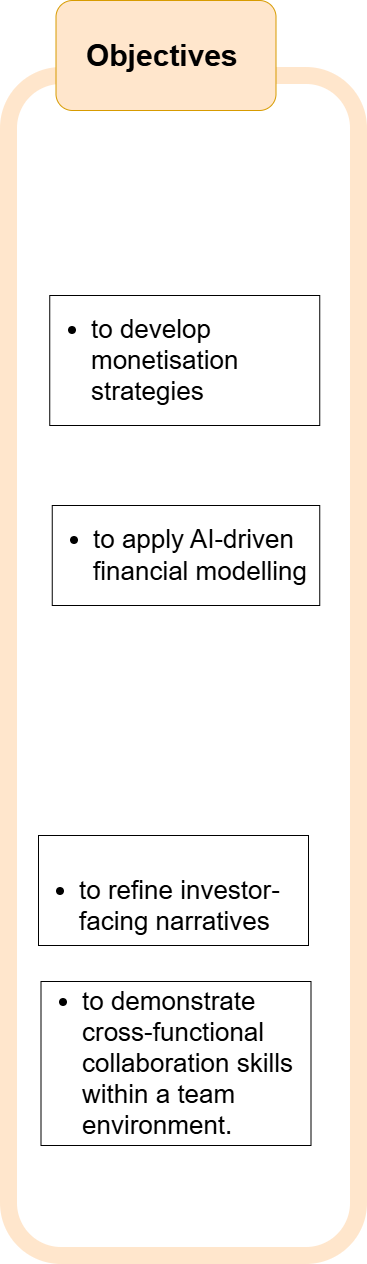 Objectives
• to develop
monetisation
strategies
• to apply AI-driven
financial modelling
• to refine investor-
facing narratives
• to demonstrate
cross-functional
collaboration skills
within a team
environment.